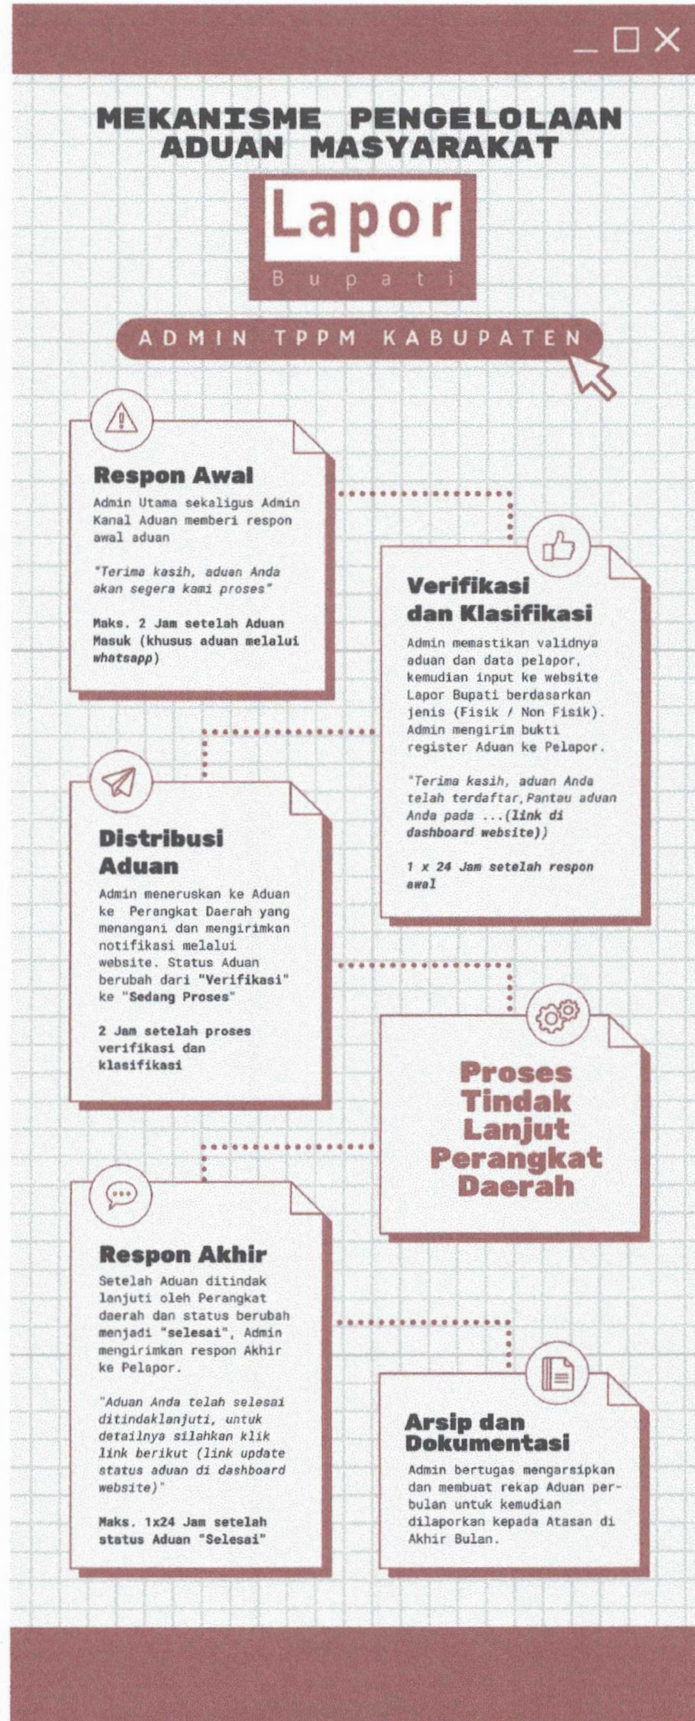 MEKANISME PENGELOLAAN
ADUAN MASYARAKAT
Lapor
Bupati
ADMIN TPPM KABUPATEN
Respon Awal
Admin Utama sekaligus Admin
Kanal Aduan memberi respon
awal aduan
"Terima kasih, aduan Anda
akan segera kami proses"
Maks. 2 Jam setelah Aduan
Masuk (khusus aduan melalui
whatsapp)
Verifikasi
dan Klasifikasi
Admin memastikan validnya
aduan dan data pelapor,
kemudian input ke website
Lapor Bupati berdasarkan
jenis (Fisik / Non Fisik).
Admin mengirim bukti
register Aduan ke Pelapor.
"Terima kasih, aduan Anda
telah terdaftar,Pantau aduan
Anda pada ...(link di
dashboard website))
1 x 24 Jam setelah respon
awal
Distribusi
Aduan
Admin meneruskan ke Aduan
ke Perangkat Daerah yang
menangani dan mengirimkan
notifikasi melalui
website. Status Aduan
berubah dari "Verifikasi"
ke "Sedang Proses"
2 Jam setelah proses
verifikasi dan
klasifikasi
Proses
Tindak
Lanjut
Perangkat
Daerah
Respon Akhir
Setelah Aduan ditindak
lanjuti oleh Perangkat
daerah dan status berubah
menjadi "selesai", Admin
mengirimkan respon Akhir
ke Pelapor.
"Aduan Anda telah selesai
ditindaklanjuti, untuk
detailnya silahkan klik
link berikut (link update
status aduan di dashboard
website)"
Maks. 1x24 Jam setelah
status Aduan "Selesai"
Arsip dan
Dokumentasi
Admin bertugas mengarsipkan
dan membuat rekap Aduan per-
bulan untuk kemudian
dilaporkan kepada Atasan di
Akhir Bulan.